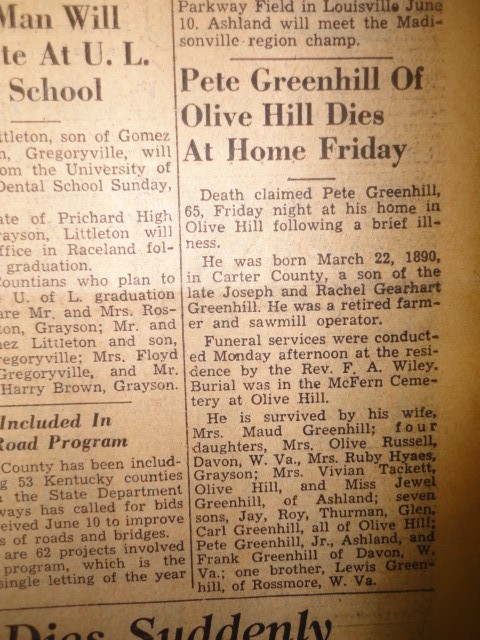 Man Will
te At U. L.
School
ttleton, son of Gomez
n, Gregoryville, will
om the University of
Dental School Sunday,
ate of Prichard High
rayson, Littleton will
ffice in Raceland fol-
graduation.
ountians who plan to
U. of L. graduation
are Mr. and Mrs. Ros-
ton, Grayson; Mr. and
nez Littleton and son,
regoryville; Mrs. Floyd
Gregoryville, and Mr.
Harry Brown, Grayson.
Included In
Road Program
County has been includ-
g 53 Kentucky counties
the State Department
ways has called for bids
ceived June 10 to improve
s of roads and bridges.
are 62 projects involved
program, which is the
single letting of the year
Parkway Field in Louisville June
10. Ashland will meet the Madi-
sonville region champ.
Pete Greenhill Of
Olive Hill Dies
At Home Friday
Death claimed Pete Greenhill,
65, Friday night at his home in
Olive Hill following a brief ill-
ness.
He was born March 22, 1890,
in Carter County, a son of the
late Joseph and Rachel Gearhart
Greenhill. He was a retired farm-
er and sawmill operator.
Funeral services were conduct-
ed Monday afternoon at the resi-
dence by the Rev. F. A. Wiley.
Burial was in the McFern Ceme-
tery at Olive Hill.
He is survived by his wife,
Mrs. Maud Greenhill; four
daughters, Mrs. Olive Russell,
Davon, W. Va., Mrs. Ruby Hyaes,
Grayson; Mrs. Vivian Tackett,
Olive Hill, and Miss Jewel
Greenhill, of Ashland; seven
sons, Jay, Roy, Thurman, Glen,
Carl Greenhill, all of Olive Hill;
Pete Greenhill, Jr., Ashland, and
Frank Greenhill of Davon, W.
Va.; one brother, Lewis Green-
hill, of Rossmore, W. Va.
Dies Suddenly